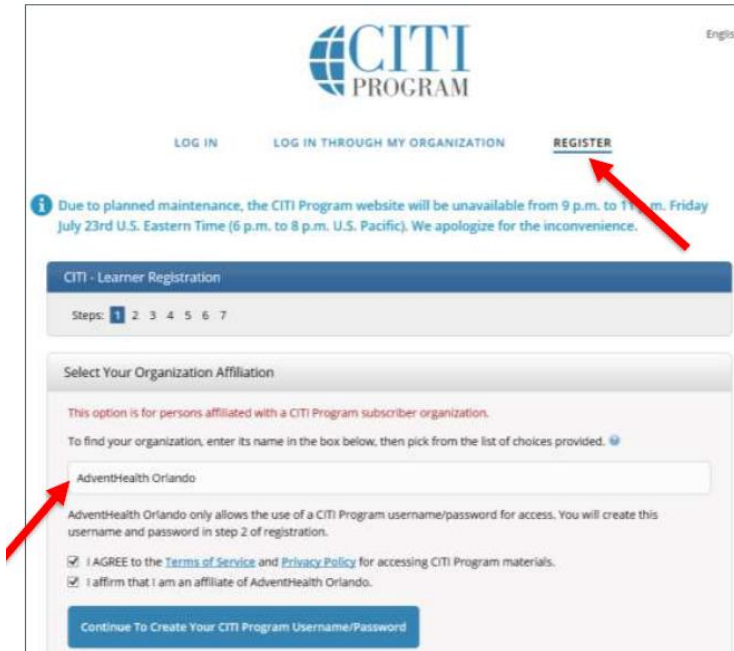 CITI
PROGRAM
Englis
LOG IN LOG IN THROUGH MY ORGANIZATION REGISTER
Due to planned maintenance, the CITI Program website will be unavailable from 9 p.m. to 11 p.m. Friday
July 23rd U.S. Eastern Time (6 p.m. to 8 p.m. U.S. Pacific). We apologize for the inconvenience.
CITI - Learner Registration
Steps: 1 2 3 4 5 6 7
Select Your Organization Affiliation
This option is for persons affiliated with a CITI Program subscriber organization.
To find your organization, enter its name in the box below, then pick from the list of choices provided.
AdventHealth Orlando
AdventHealth Orlando only allows the use of a CITI Program username/password for access. You will create this
username and password in step 2 of registration.
I AGREE to the Terms of Service and Privacy Policy for accessing CITI Program materials.
I affirm that I am an affiliate of AdventHealth Orlando.
Continue To Create Your CITI Program Username/Password